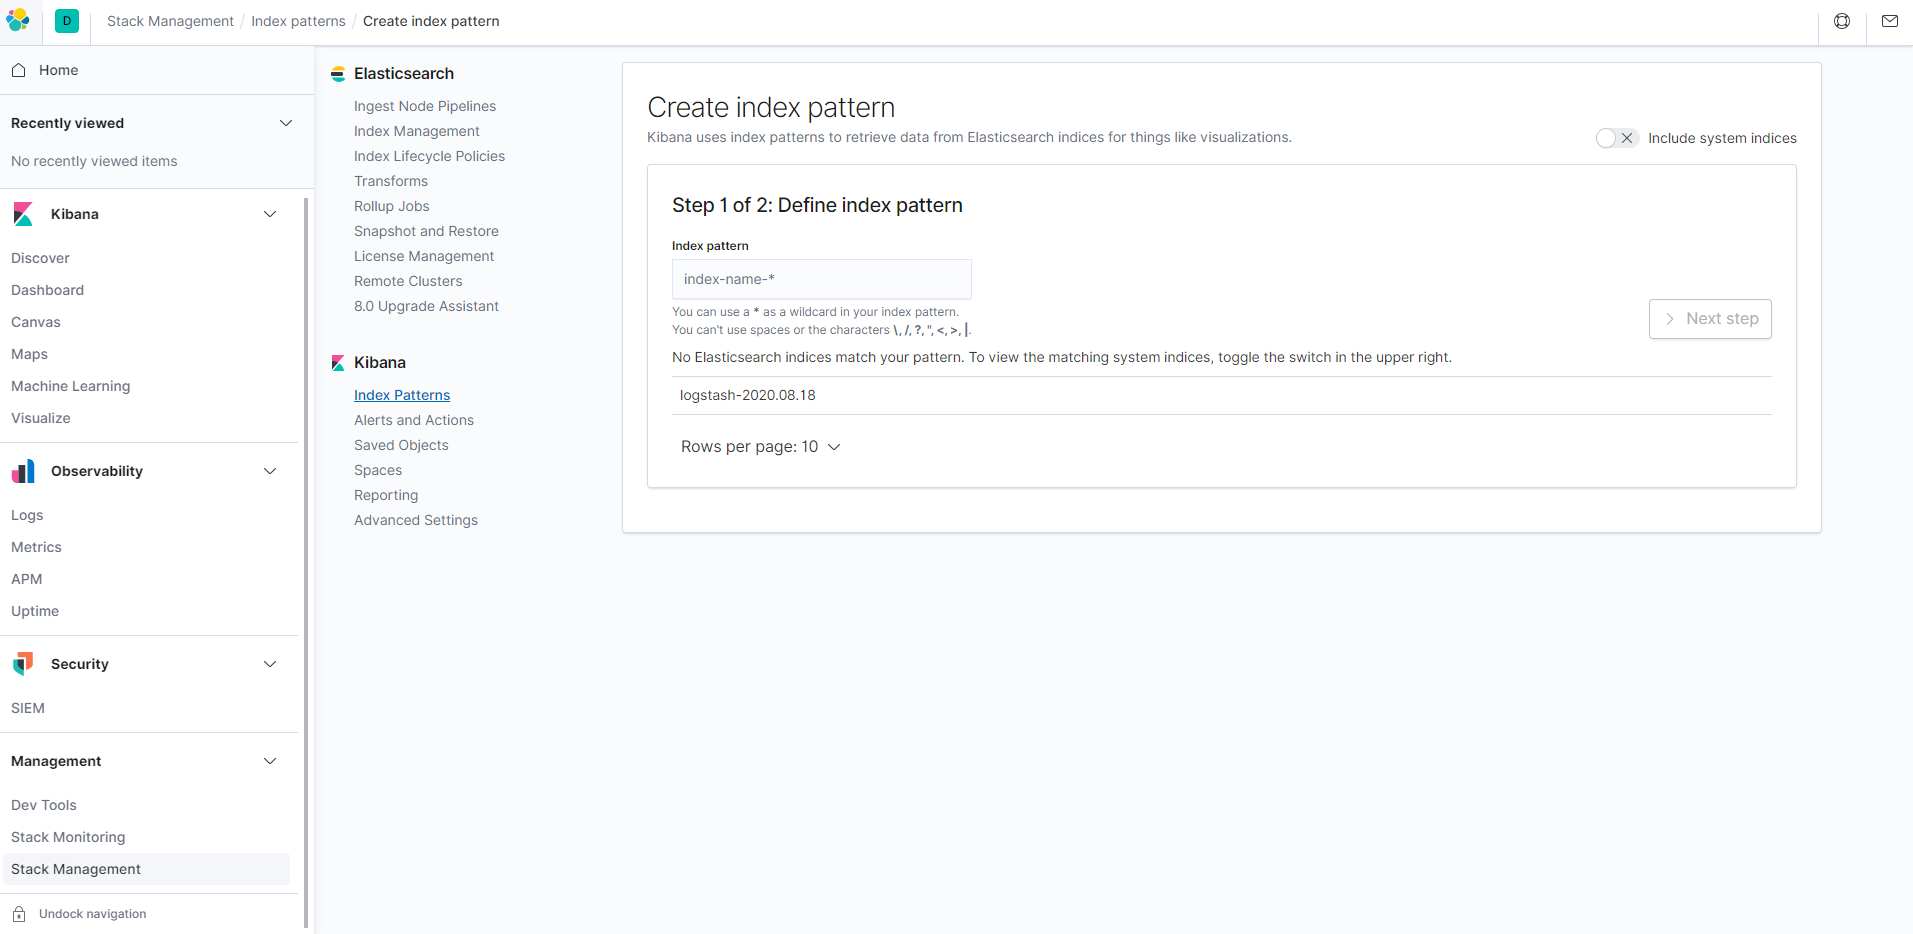 D
Stack Management / Index patterns / Create index pattern
Home
Recently viewed
No recently viewed items
Kibana
Discover
Dashboard
Canvas
Maps
Machine Learning
Visualize
Observability
Logs
Metrics
APM
Uptime
Security
SIEM
Management
Dev Tools
Stack Monitoring
Stack Management
Undock navigation
Elasticsearch
Ingest Node Pipelines
Index Management
Index Lifecycle Policies
Transforms
Rollup Jobs
Snapshot and Restore
License Management
Remote Clusters
8.0 Upgrade Assistant
Kibana
Index Patterns
Alerts and Actions
Saved Objects
Spaces
Reporting
Advanced Settings
Create index pattern
Kibana uses index patterns to retrieve data from Elasticsearch indices for things like visualizations.
Include system indices
Step 1 of 2: Define index pattern
Index pattern
index-name-*
You can use a * as a wildcard in your index pattern.
You can't use spaces or the characters \, /, ?, ", <, >, |.
Next step
No Elasticsearch indices match your pattern. To view the matching system indices, toggle the switch in the upper right.
logstash-2020.08.18
Rows per page: 10